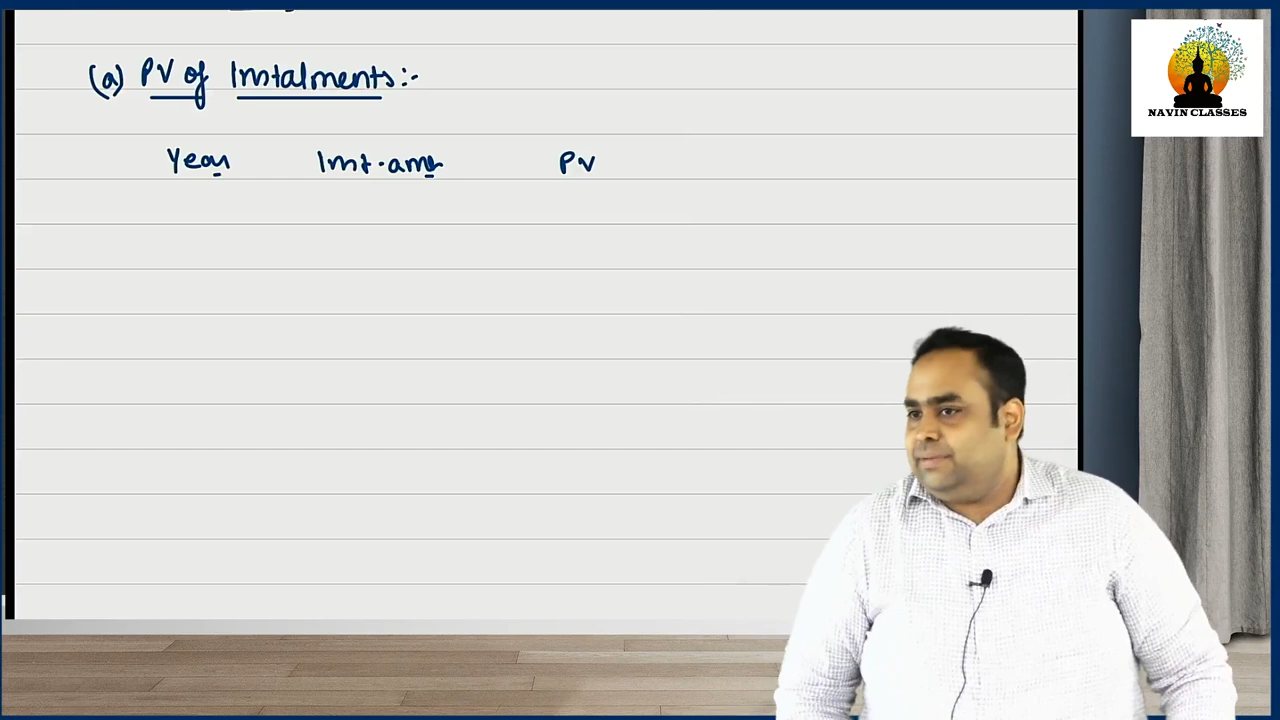 (a) PV of Instalments:-
Year Inst.amt PV
NAVIN CLASSES